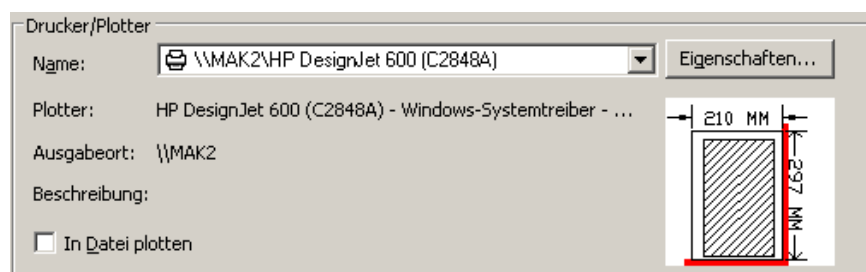 Drucker/Plotter
Name: \\MAK2\HP DesignJet 600 (C2848A) Eigenschaften...
Plotter: HP DesignJet 600 (C2848A) - Windows-Systemtreiber - ...
210 MM
Ausgabeort: \\MAK2
297 MM
Beschreibung:
In Datei plotten